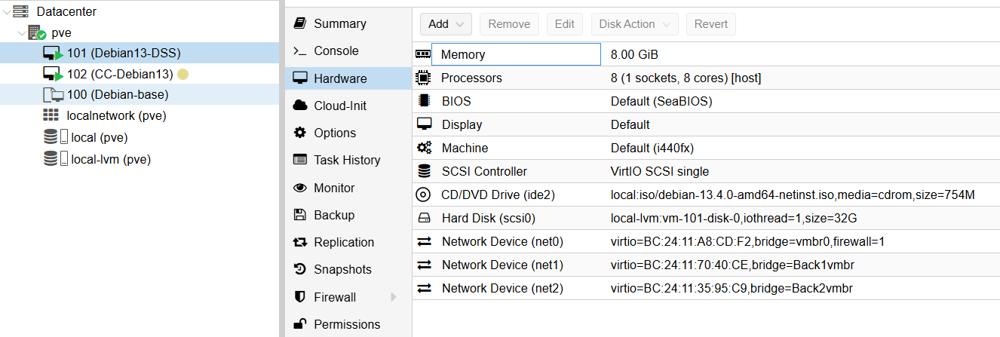 Datacenter
pve
101 (Debian13-DSS)
102 (CC-Debian13)
100 (Debian-base)
localnetwork (pve)
local (pve)
local-lvm (pve)
Summary
Console
Hardware
Cloud-Init
Options
Task History
Monitor
Backup
Replication
Snapshots
Firewall
Permissions
Add Remove Edit Disk Action Revert
Memory 8.00 GiB
Processors 8 (1 sockets, 8 cores) [host]
BIOS Default (SeaBIOS)
Display Default
Machine Default (i440fx)
SCSI Controller VirtIO SCSI single
CD/DVD Drive (ide2) local:iso/debian-13.4.0-amd64-netinst.iso,media=cdrom,size=754M
Hard Disk (scsi0) local-lvm:vm-101-disk-0,iothread=1,size=32G
Network Device (net0) virtio=BC:24:11:A8:CD:F2,bridge=vmbr0,firewall=1
Network Device (net1) virtio=BC:24:11:70:40:CE,bridge=Back1vmbr
Network Device (net2) virtio=BC:24:11:35:95:C9,bridge=Back2vmbr